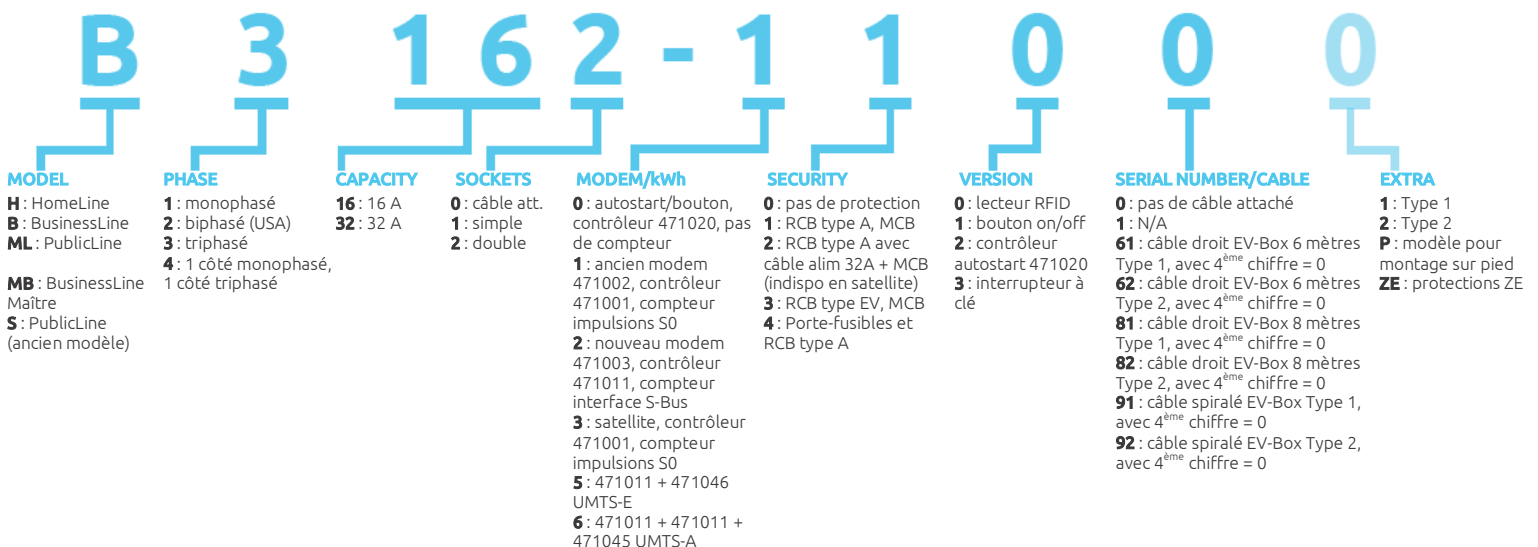 B 3 1 6 2 - 1 1 0 0 0
MODEL
H : HomeLine
B : BusinessLine
ML : PublicLine
MB : BusinessLine
Maître
S : PublicLine
(ancien modèle)
PHASE
1 : monophasé
2 : biphasé (USA)
3 : triphasé
4 : 1 côté monophasé,
1 côté triphasé
CAPACITY
16 : 16 A
32 : 32 A
SOCKETS
0 : câble att.
1 : simple
2 : double
MODEM/kWh
0 : autostart/bouton,
contrôleur 471020, pas
de compteur
1 : ancien modem
471002, contrôleur
471001, compteur
impulsions S0
2 : nouveau modem
471003, contrôleur
471011, compteur
interface S-Bus
3 : satellite, contrôleur
471001, compteur
impulsions S0
5 : 471011 + 471046
UMTS-E
6 : 471011 + 471011 +
471045 UMTS-A
SECURITY
0 : pas de protection
1 : RCB type A, MCB
2 : RCB type A avec
câble alim 32A + MCB
(indispo en satellite)
3 : RCB type EV, MCB
4 : Porte-fusibles et
RCB type A
VERSION
0 : lecteur RFID
1 : bouton on/off
2 : contrôleur
autostart 471020
3 : interrupteur à
clé
SERIAL NUMBER/CABLE
0 : pas de câble attaché
1 : N/A
61 : câble droit EV-Box 6 mètres
Type 1, avec 4ème chiffre = 0
62 : câble droit EV-Box 6 mètres
Type 2, avec 4ème chiffre = 0
81 : câble droit EV-Box 8 mètres
Type 1, avec 4ème chiffre = 0
82 : câble droit EV-Box 8 mètres
Type 2, avec 4ème chiffre = 0
91 : câble spiralé EV-Box Type 1,
avec 4ème chiffre = 0
92 : câble spiralé EV-Box Type 2,
avec 4ème chiffre = 0
EXTRA
1 : Type 1
2 : Type 2
P : modèle pour
montage sur pied
ZE : protections ZE